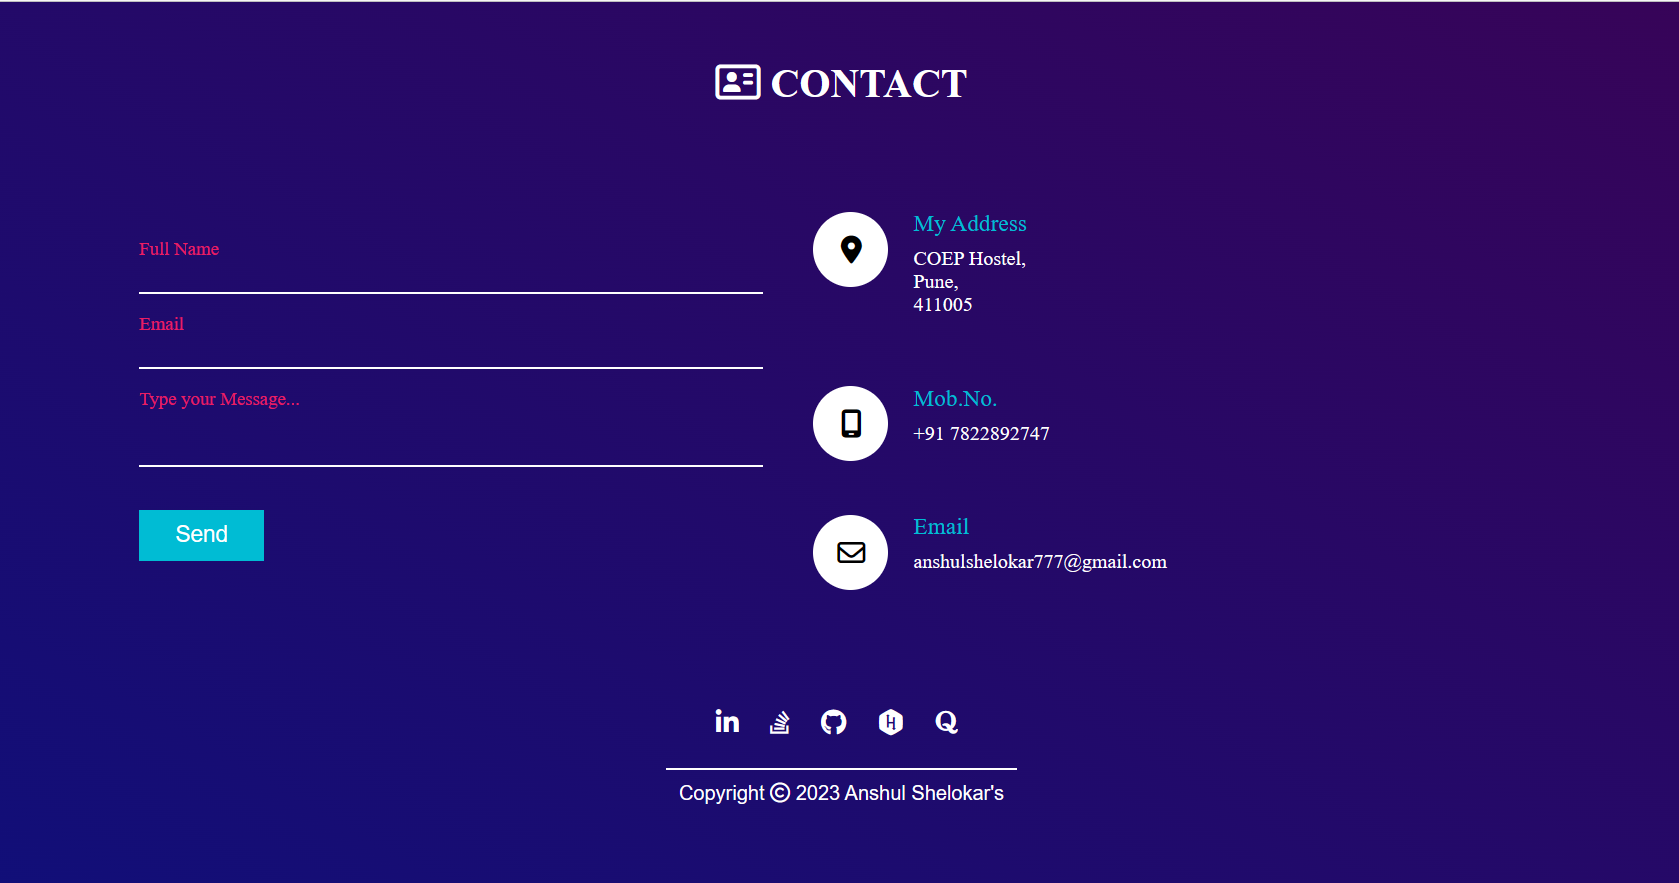 CONTACT
Full Name
Email
Type your Message...
Send
My Address
COEP Hostel,
Pune,
411005
Mob.No.
+91 7822892747
Email
anshulshelokar777@gmail.com
Copyright © 2023 Anshul Shelokar's